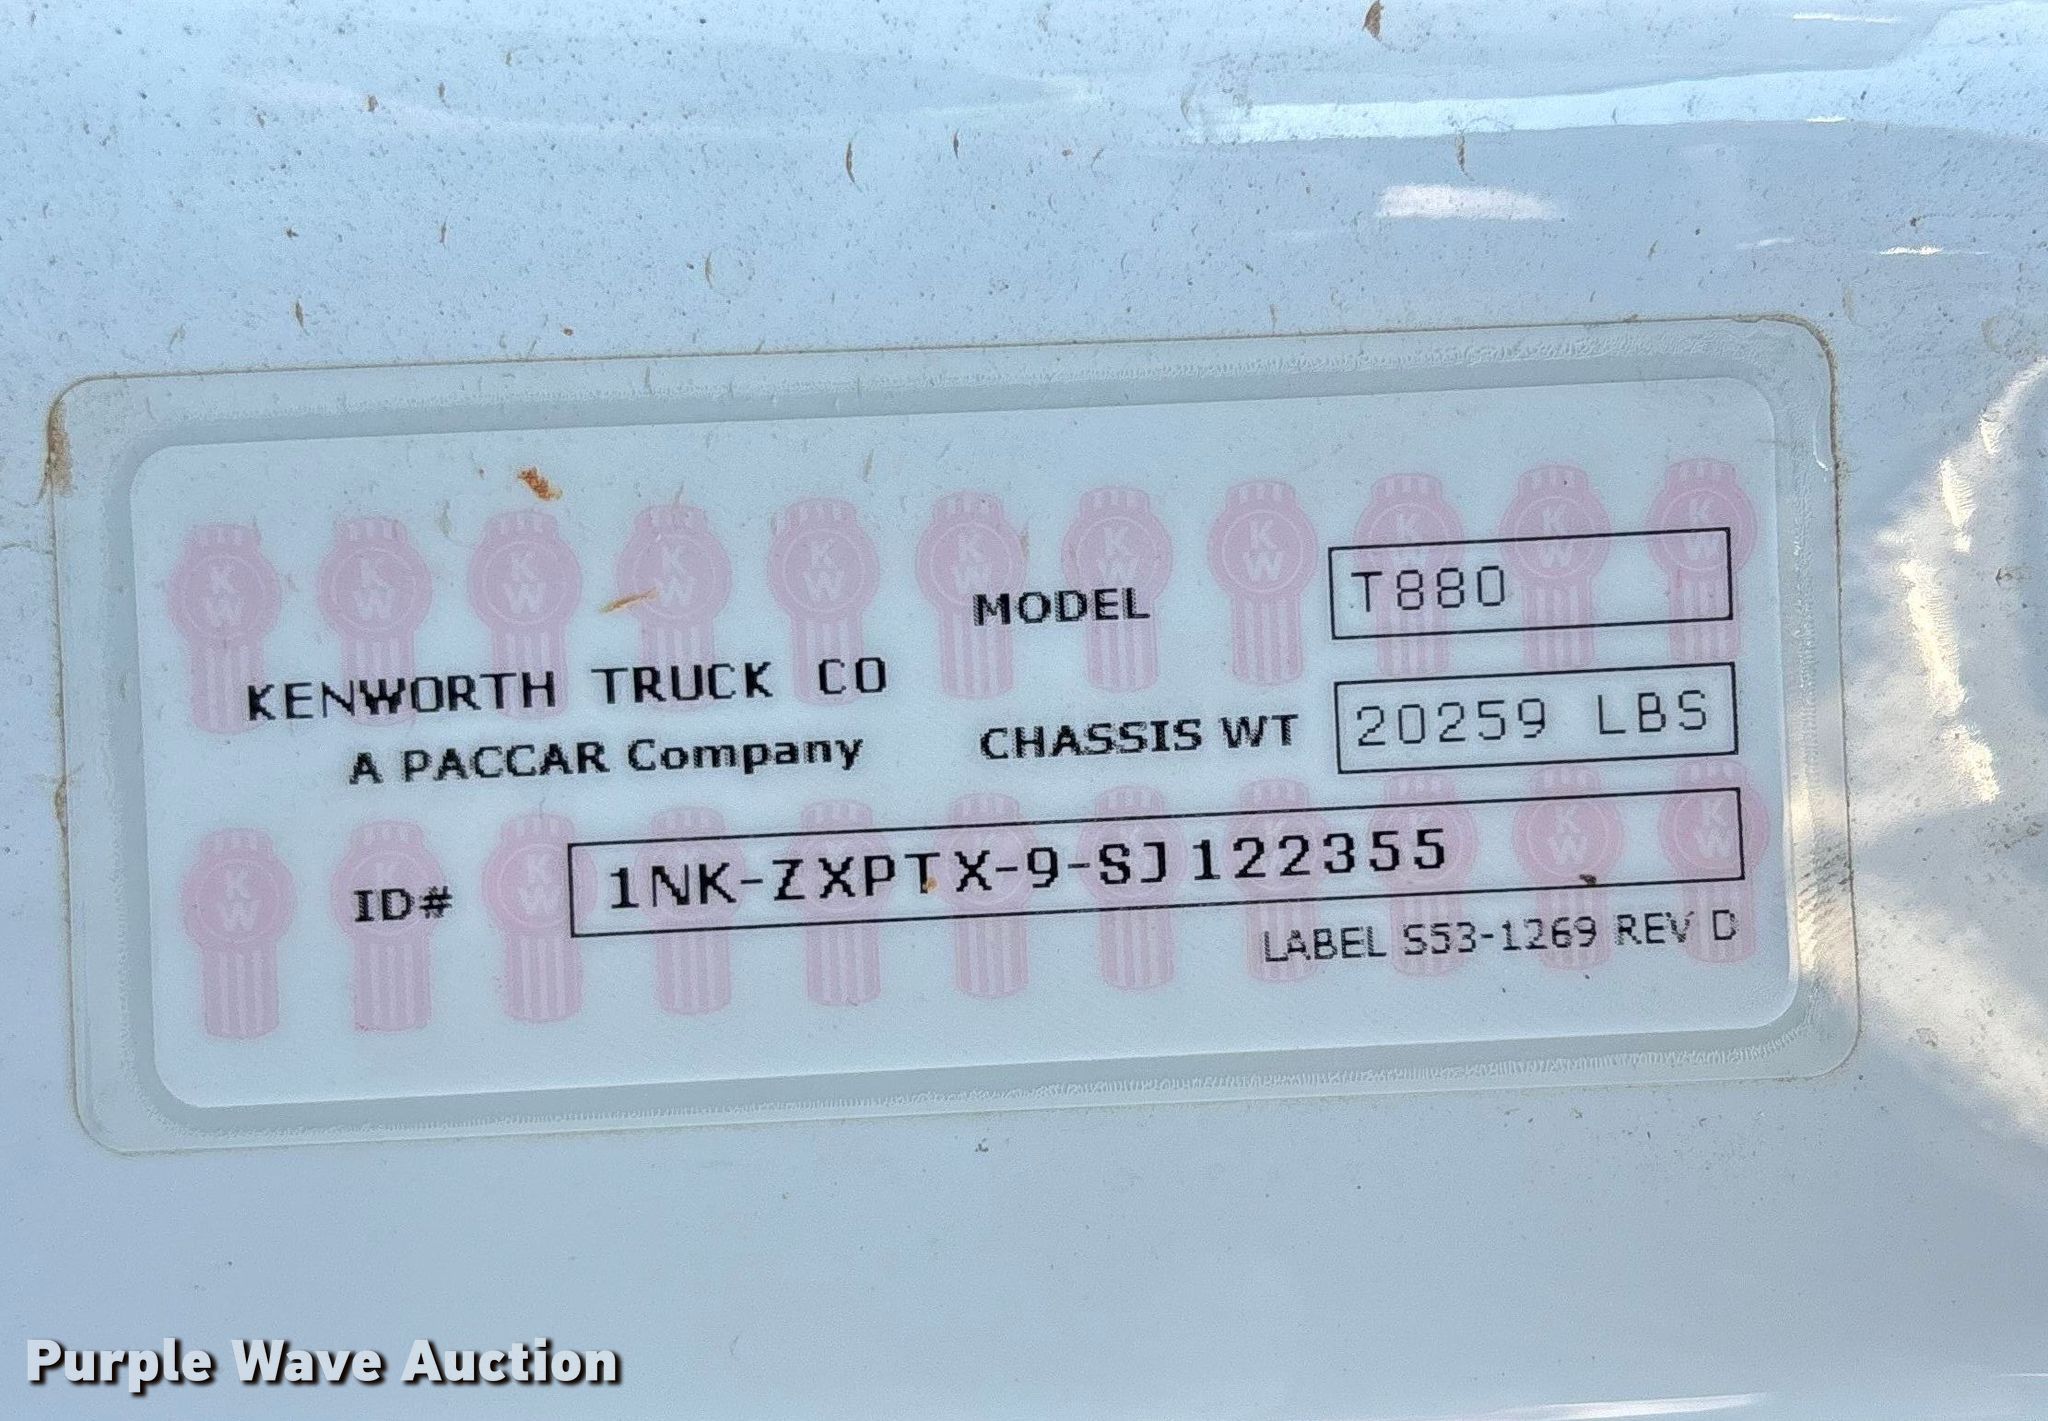 MODEL T880
KENWORTH TRUCK CO
A PACCAR Company
CHASSIS WT 20259 LBS
ID# 1NK-ZXPTX-9-SJ122355
LABEL S53-1269 REV D
Purple Wave Auction